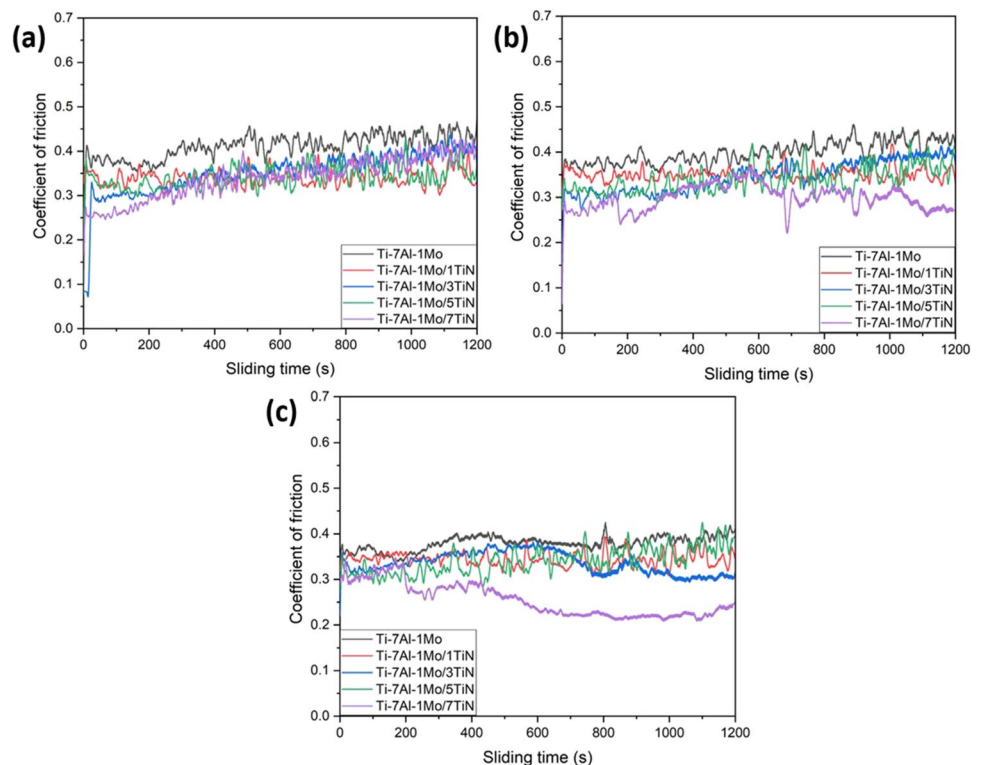 (a)
0.7
0.6
0.5
0.4
0.3
0.2
0.1
0.0
Coefficient of friction
Ti-7Al-1Mo
Ti-7Al-1Mo/1TiN
Ti-7Al-1Mo/3TiN
Ti-7Al-1Mo/5TiN
Ti-7Al-1Mo/7TiN
0 200 400 600 800 1000 1200
Sliding time (s)
(b)
0.7
0.6
0.5
0.4
0.3
0.2
0.1
0.0
Coefficient of friction
Ti-7Al-1Mo
Ti-7Al-1Mo/1TiN
Ti-7Al-1Mo/3TiN
Ti-7Al-1Mo/5TiN
Ti-7Al-1Mo/7TiN
0 200 400 600 800 1000 1200
Sliding time (s)
(c)
0.7
0.6
0.5
0.4
0.3
0.2
0.1
0.0
Coefficient of friction
Ti-7Al-1Mo
Ti-7Al-1Mo/1TiN
Ti-7Al-1Mo/3TiN
Ti-7Al-1Mo/5TiN
Ti-7Al-1Mo/7TiN
0 200 400 600 800 1000 1200
Sliding time (s)